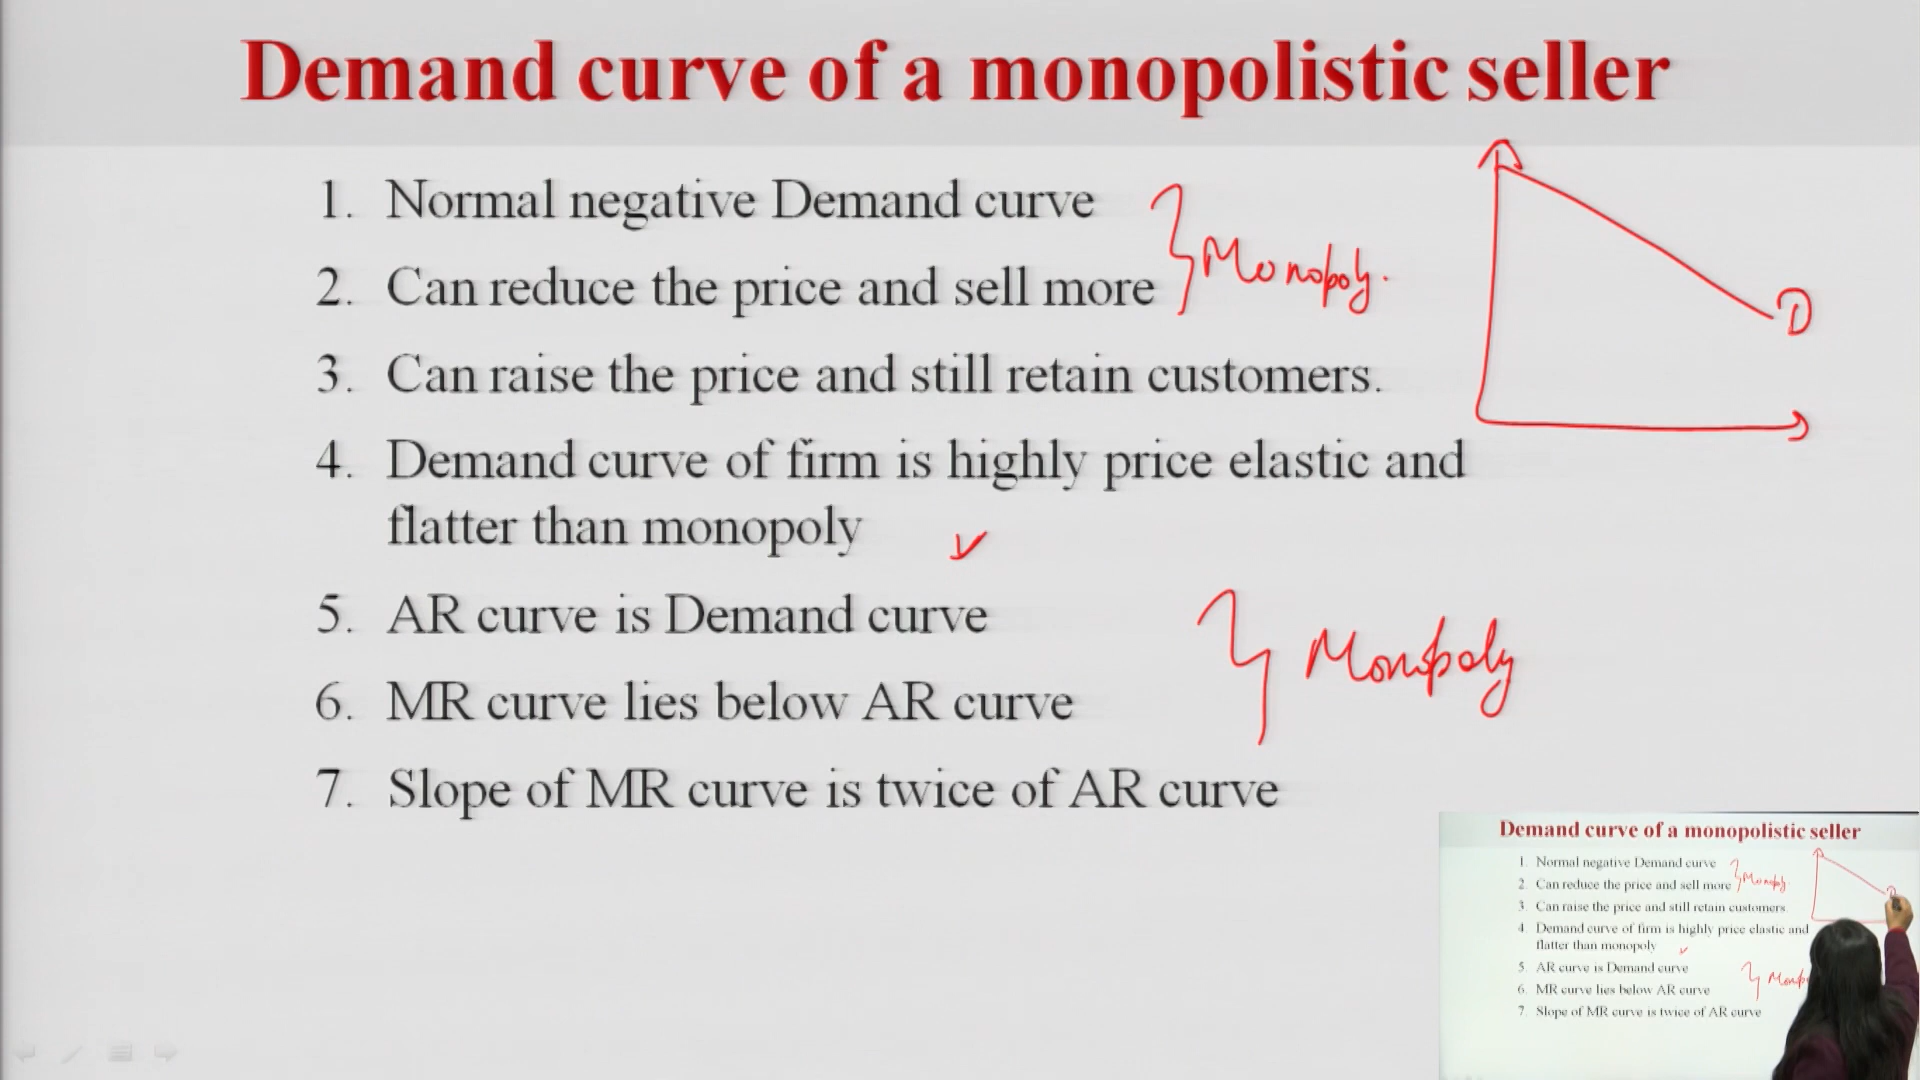 Demand curve of a monopolistic seller
1. Normal negative Demand curve
2. Can reduce the price and sell more
Monopoly.
3. Can raise the price and still retain customers.
4. Demand curve of firm is highly price elastic and
flatter than monopoly
5. AR curve is Demand curve
6. MR curve lies below AR curve
Monopoly
7. Slope of MR curve is twice of AR curve
D
Demand curve of a monopolistic seller
1. Normal negative Demand curve
2. Can reduce the price and sell more
Monopoly
3. Can raise the price and still retain customers
4. Demand curve of firm is highly price elastic and
flatter than monopoly
5. AR curve is Demand curve
6. MR curve lies below AR curve
7. Slope of MR curve is twice of AR curve